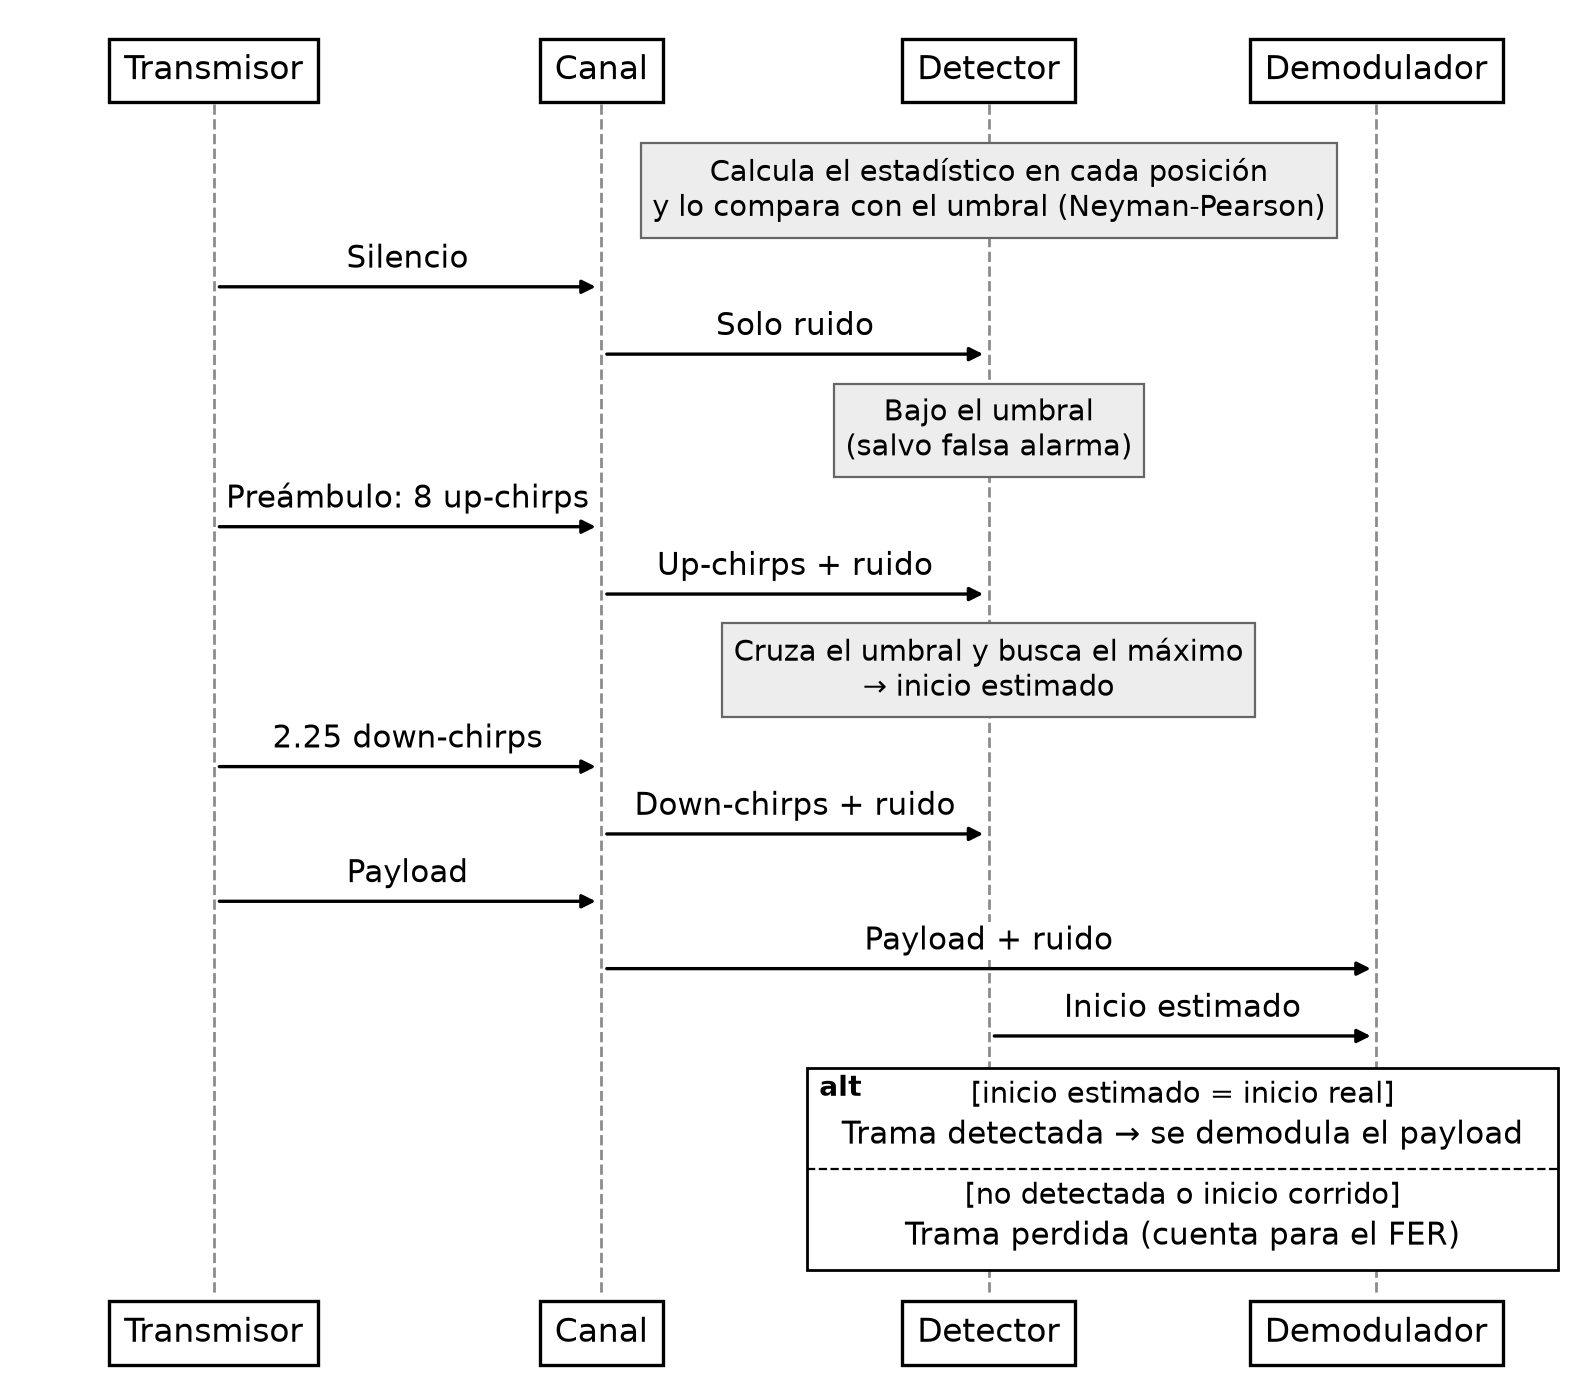 Transmisor
Canal
Detector
Demodulador
Calcula el estadístico en cada posición
y lo compara con el umbral (Neyman-Pearson)
Silencio
Solo ruido
Bajo el umbral
(salvo falsa alarma)
Preámbulo: 8 up-chirps
Up-chirps + ruido
Cruza el umbral y busca el máximo
→ inicio estimado
2.25 down-chirps
Down-chirps + ruido
Payload
Payload + ruido
Inicio estimado
alt
[inicio estimado = inicio real]
Trama detectada → se demodula el payload
[no detectada o inicio corrido]
Trama perdida (cuenta para el FER)
Transmisor
Canal
Detector
Demodulador